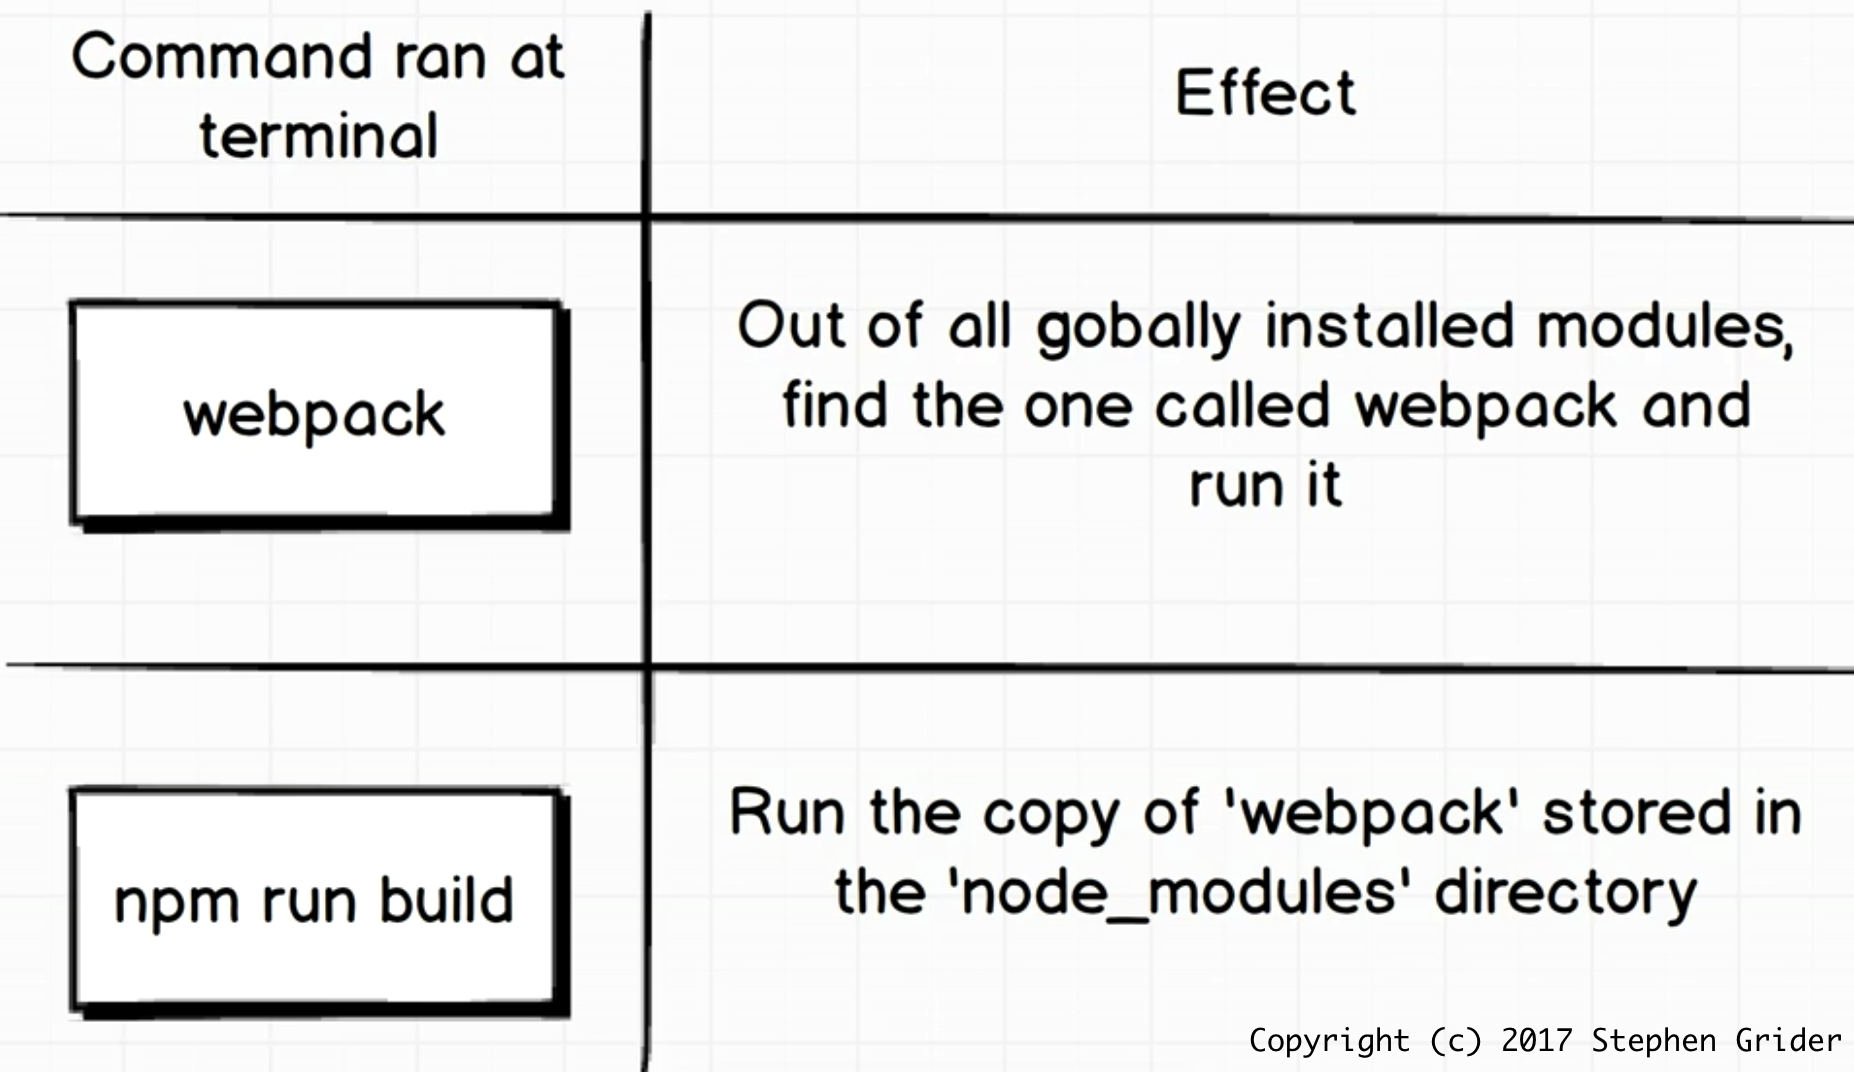 Command ran at
terminal
Effect
webpack
Out of all gobally installed modules,
find the one called webpack and
run it
npm run build
Run the copy of 'webpack' stored in
the 'node_modules' directory
Copyright (c) 2017 Stephen Grider